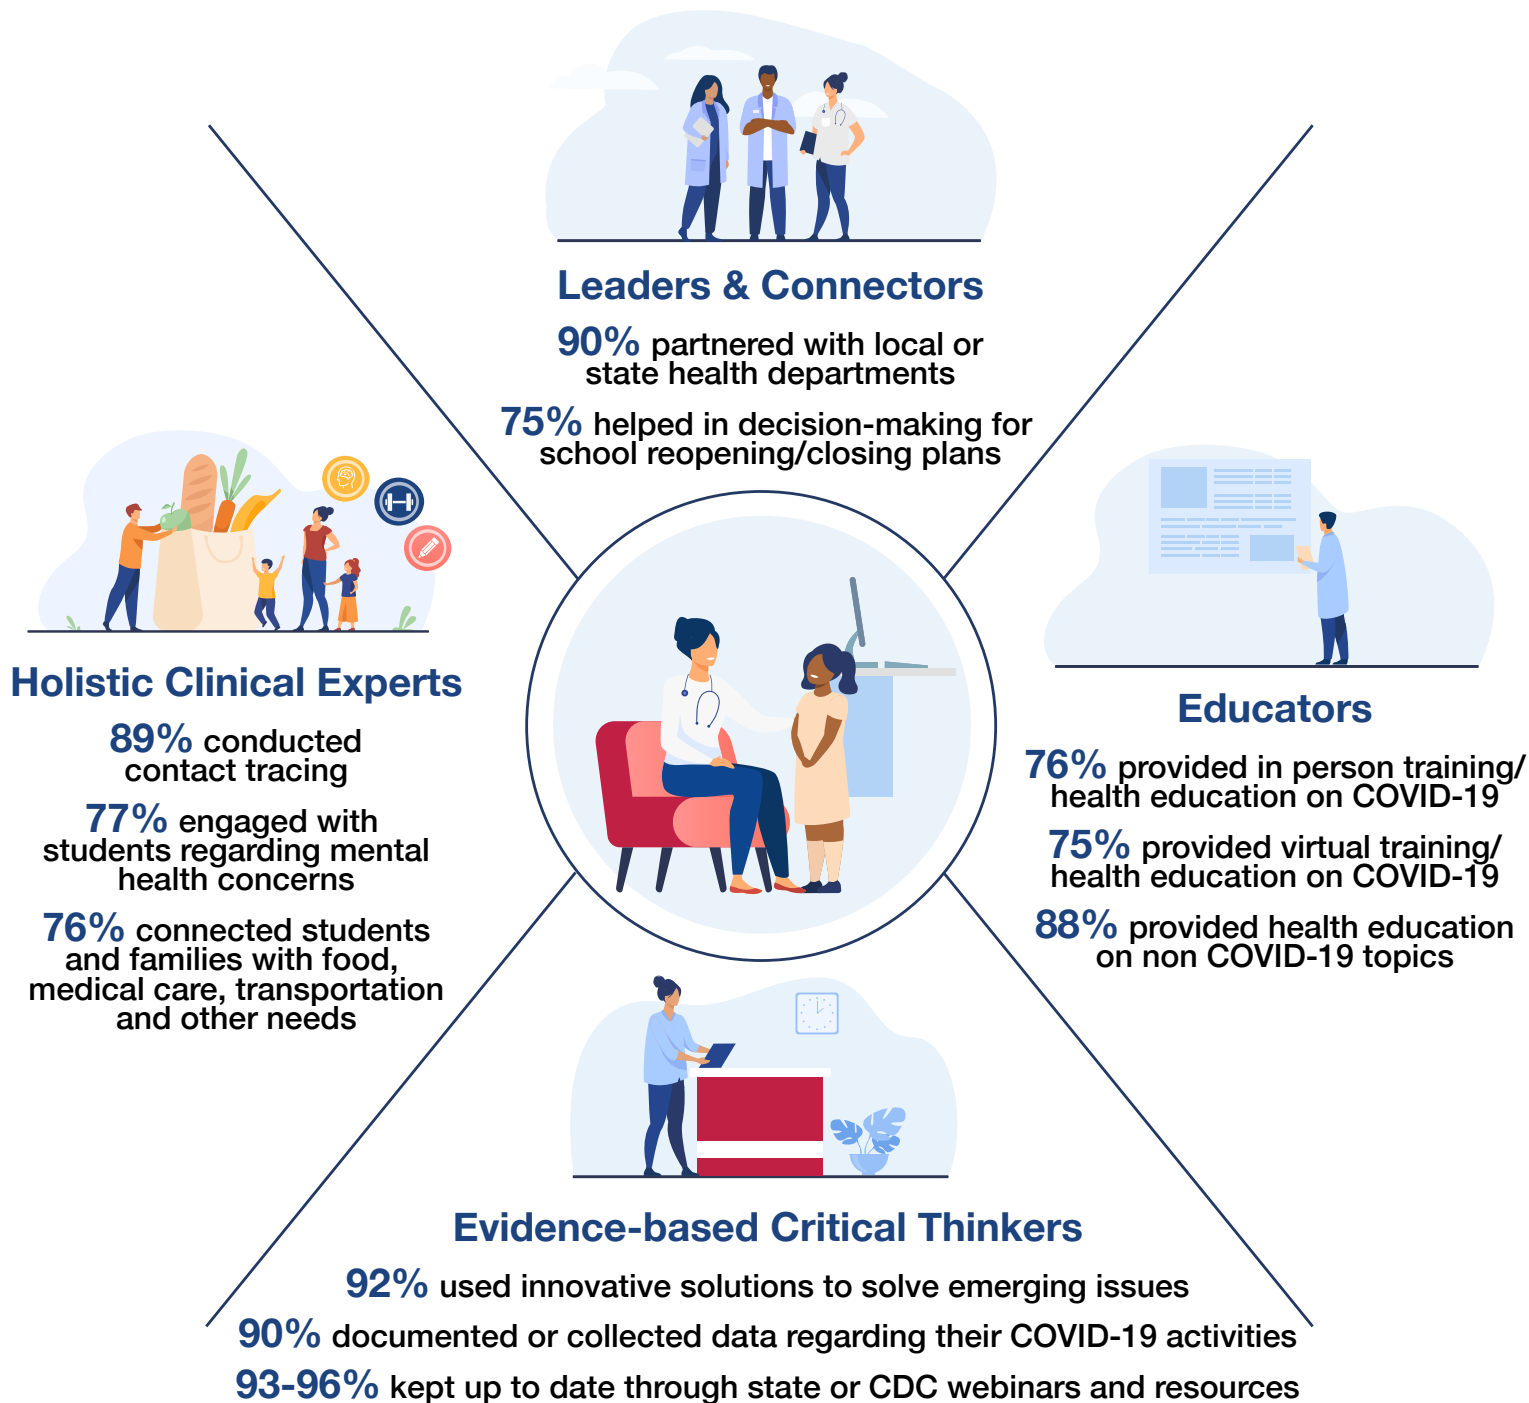 Leaders & Connectors
90% partnered with local or
state health departments
75% helped in decision-making for
school reopening/closing plans
Holistic Clinical Experts
89% conducted
contact tracing
77% engaged with
students regarding mental
health concerns
76% connected students
and families with food,
medical care, transportation
and other needs
Educators
76% provided in person training/
health education on COVID-19
75% provided virtual training/
health education on COVID-19
88% provided health education
on non COVID-19 topics
Evidence-based Critical Thinkers
92% used innovative solutions to solve emerging issues
90% documented or collected data regarding their COVID-19 activities
93-96% kept up to date through state or CDC webinars and resources